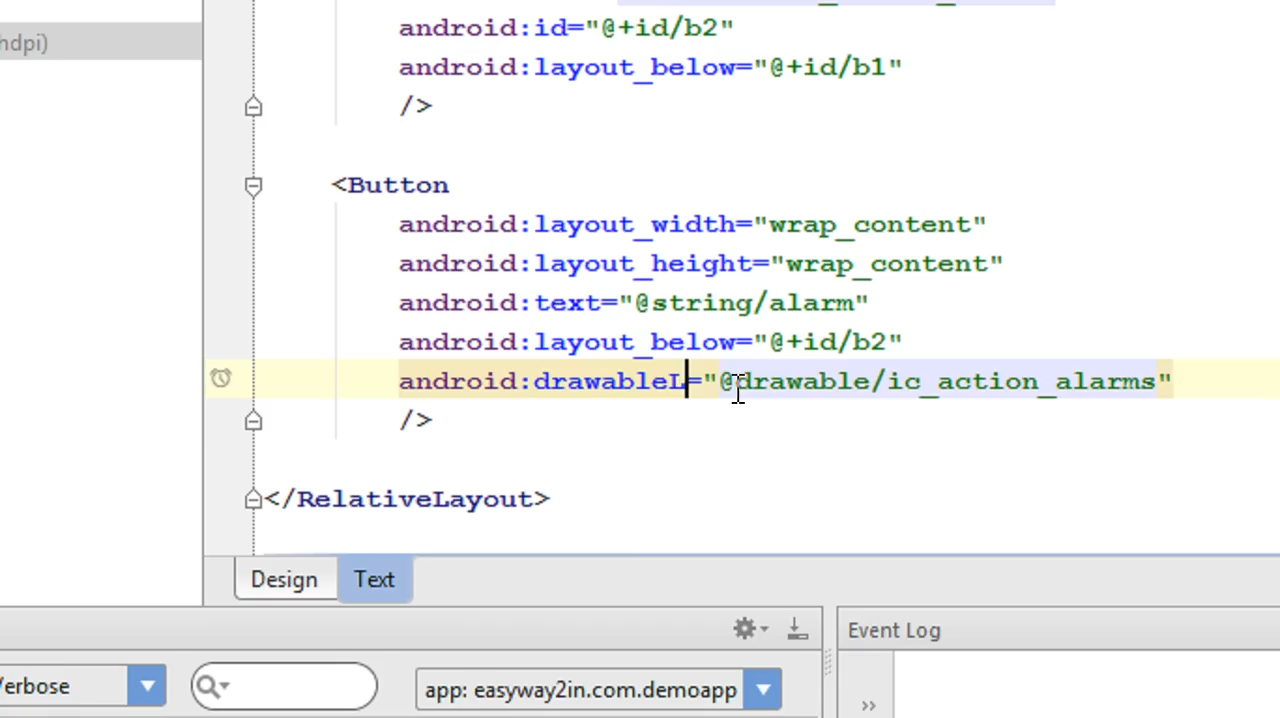 hdpi)
android:id="@+id/b2"
android:layout_below="@+id/b1"
/>
<Button
android:layout_width="wrap_content"
android:layout_height="wrap_content"
android:text="@string/alarm"
android:layout_below="@+id/b2"
android:drawableL="@drawable/ic_action_alarms"
/>
</RelativeLayout>
Design Text
Event Log
erbose
app: easyway2in.com.demoapp